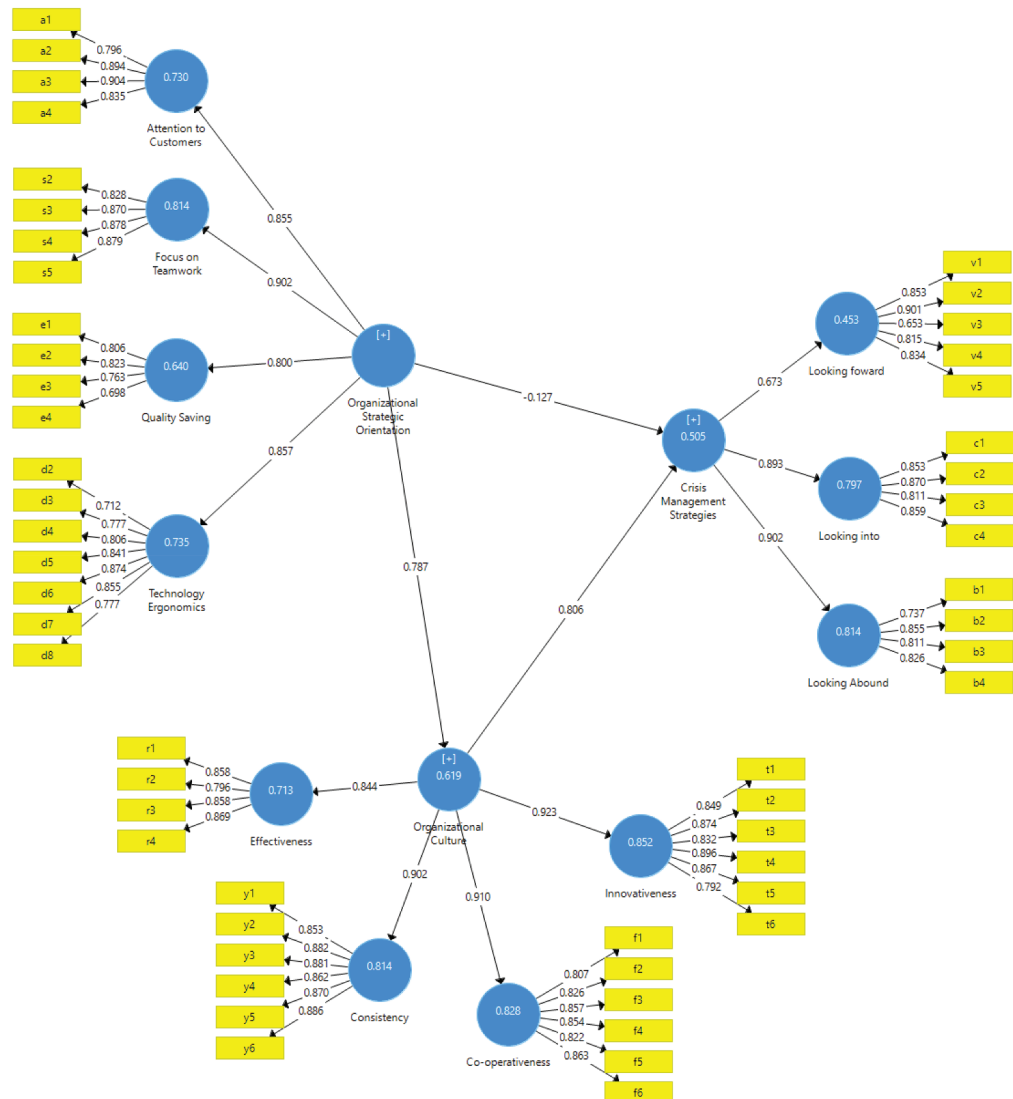 a1
a2
a3
a4
0.796
0.894
0.904
0.835
0.730
Attention to
Customers
s2
s3
s4
s5
0.828
0.870
0.878
0.879
0.814
Focus on
Teamwork
e1
e2
e3
e4
0.806
0.823
0.763
0.698
0.640
Quality Saving
d2
d3
d4
d5
d6
d7
d8
0.712
0.777
0.806
0.841
0.874
0.855
0.777
0.735
Technology
Ergonomics
0.855
0.902
0.800
0.857
[+]
Organizational
Strategic
Orientation
-0.127
0.787
0.806
[+]
0.505
Crisis
Management
Strategies
0.673
0.893
0.902
0.453
Looking foward
0.853
0.901
0.653
0.815
0.834
v1
v2
v3
v4
v5
0.797
Looking into
0.853
0.870
0.811
0.859
c1
c2
c3
c4
0.814
Looking Abound
0.737
0.855
0.811
0.826
b1
b2
b3
b4
[+]
0.619
Organizational
Culture
0.844
0.902
0.910
0.923
r1
r2
r3
r4
0.858
0.796
0.858
0.869
0.713
Effectiveness
y1
y2
y3
y4
y5
y6
0.853
0.882
0.881
0.862
0.870
0.886
0.814
Consistency
0.828
Co-operativeness
0.807
0.826
0.857
0.854
0.822
0.863
f1
f2
f3
f4
f5
f6
0.852
Innovativeness
0.849
0.874
0.832
0.896
0.867
0.792
t1
t2
t3
t4
t5
t6